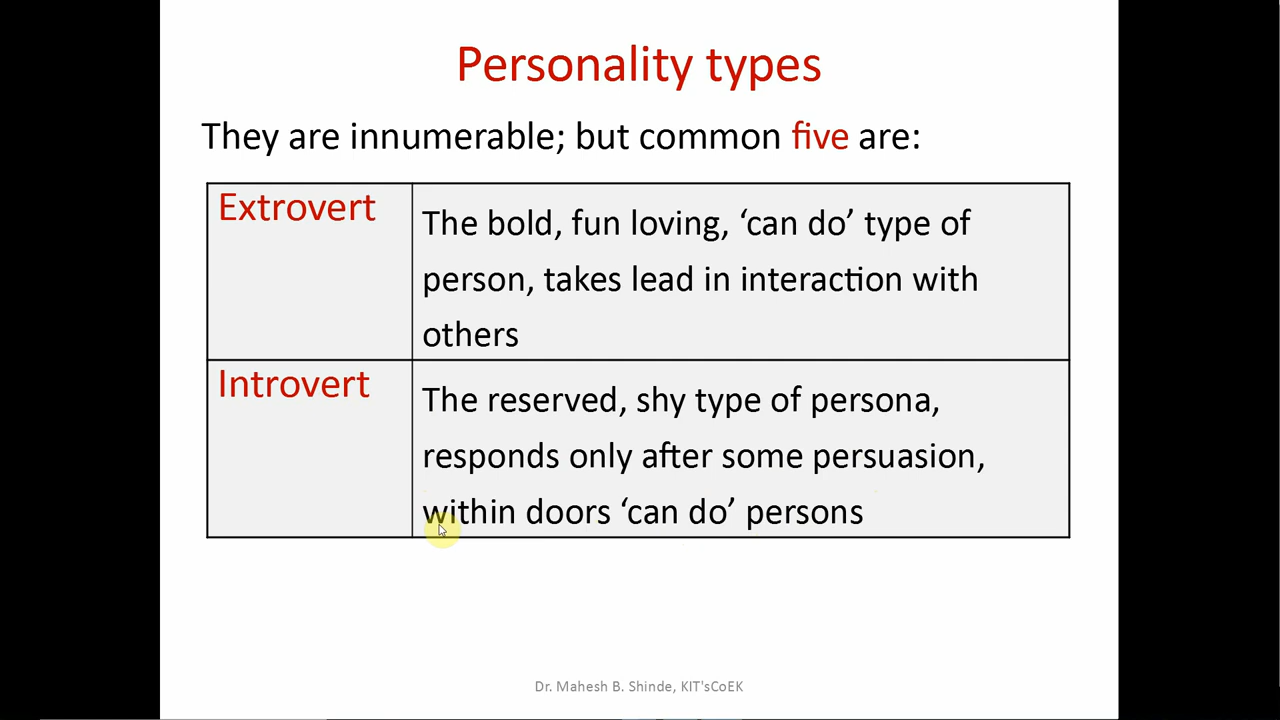 Personality types
They are innumerable; but common five are:
Extrovert
The bold, fun loving, ‘can do’ type of
person, takes lead in interaction with
others
Introvert
The reserved, shy type of persona,
responds only after some persuasion,
within doors ‘can do’ persons
Dr. Mahesh B. Shinde, KIT'sCoEK